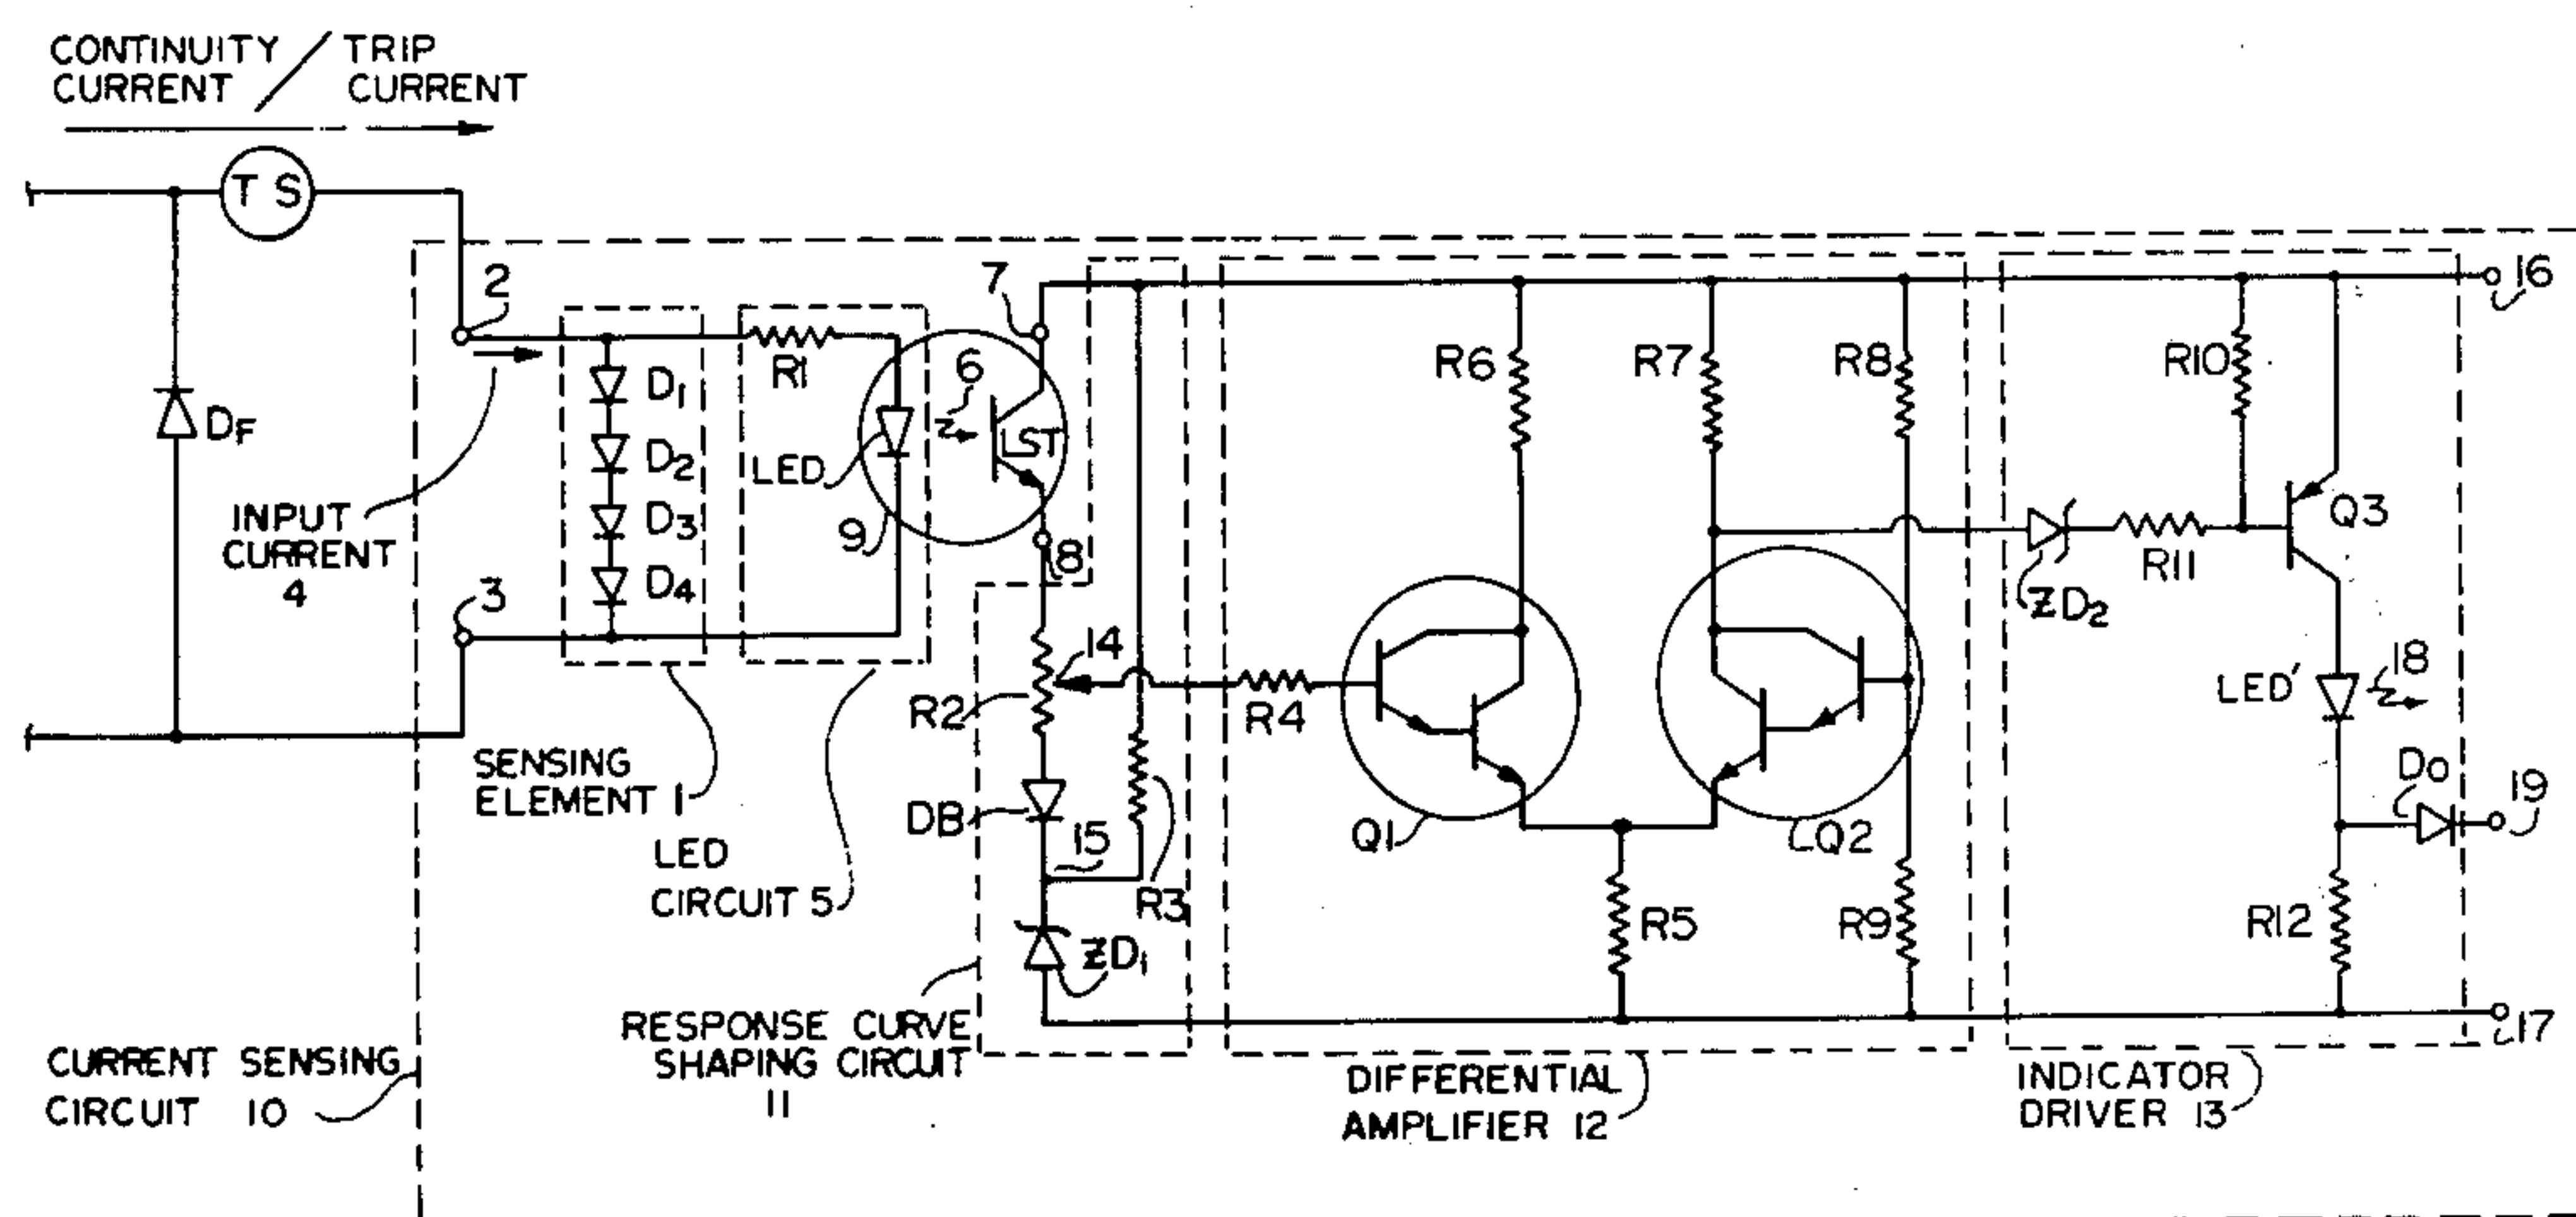 CONTINUITY / TRIP
CURRENT CURRENT
TS
DF
2
INPUT
CURRENT
4
3
D1
D2
D3
D4
SENSING
ELEMENT 1
R1
LED
9
LED
CIRCUIT 5
6
LST
7
8
14
R2
DB
15
R3
ZD1
RESPONSE CURVE
SHAPING CIRCUIT
11
CURRENT SENSING
CIRCUIT 10
R4
R6
R7
R8
Q1
Q2
R5
R9
DIFFERENTIAL
AMPLIFIER 12
R10
16
Q3
R11
ZD2
LED'
18
DO
19
R12
17
INDICATOR
DRIVER 13